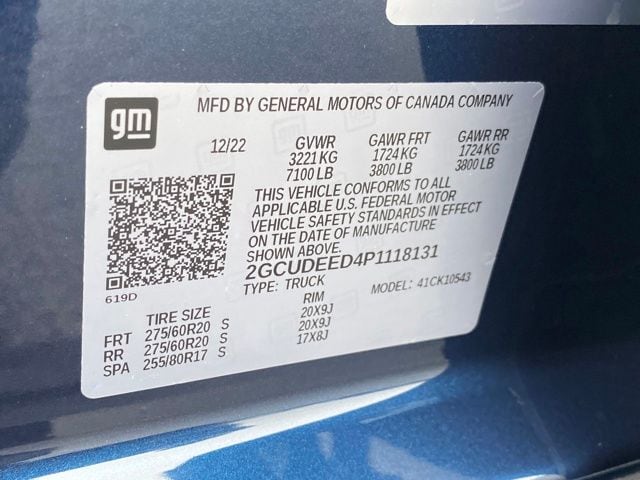 gm
MFD BY GENERAL MOTORS OF CANADA COMPANY
12/22 GVWR GAWR FRT GAWR RR
3221 KG 1724 KG 1724 KG
7100 LB 3800 LB 3800 LB
THIS VEHICLE CONFORMS TO ALL
APPLICABLE U.S. FEDERAL MOTOR
VEHICLE SAFETY STANDARDS IN EFFECT
ON THE DATE OF MANUFACTURE
SHOWN ABOVE.
2GCUDEED4P1118131
619D
TYPE: TRUCK MODEL: 41CK10543
TIRE SIZE RIM
FRT 275/60R20 S 20X9J
RR 275/60R20 S 20X9J
SPA 255/80R17 S 17X8J